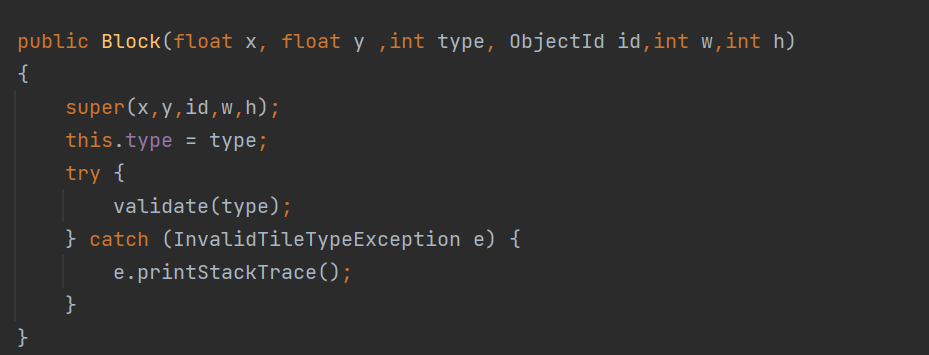 public Block(float x, float y ,int type, ObjectId id,int w,int h)
{
super(x,y,id,w,h);
this.type = type;
try {
validate(type);
} catch (InvalidTileTypeException e) {
e.printStackTrace();
}
}